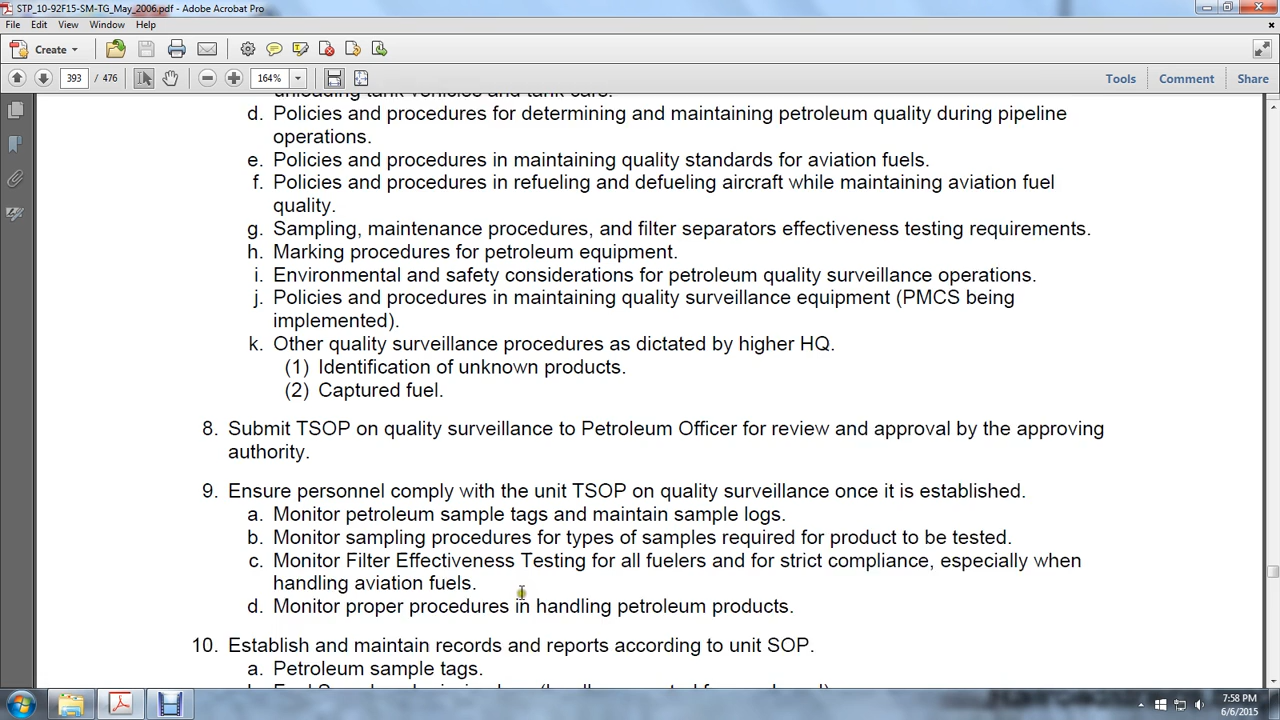 STP_10-92F15-SM-TG_May_2006.pdf - Adobe Acrobat Pro
File Edit View Window Help
Create
393 / 476 164% Tools Comment Share
unloading tank vehicles and tank cars.
d. Policies and procedures for determining and maintaining petroleum quality during pipeline
operations.
e. Policies and procedures in maintaining quality standards for aviation fuels.
f. Policies and procedures in refueling and defueling aircraft while maintaining aviation fuel
quality.
g. Sampling, maintenance procedures, and filter separators effectiveness testing requirements.
h. Marking procedures for petroleum equipment.
i. Environmental and safety considerations for petroleum quality surveillance operations.
j. Policies and procedures in maintaining quality surveillance equipment (PMCS being
implemented).
k. Other quality surveillance procedures as dictated by higher HQ.
(1) Identification of unknown products.
(2) Captured fuel.
8. Submit TSOP on quality surveillance to Petroleum Officer for review and approval by the approving
authority.
9. Ensure personnel comply with the unit TSOP on quality surveillance once it is established.
a. Monitor petroleum sample tags and maintain sample logs.
b. Monitor sampling procedures for types of samples required for product to be tested.
c. Monitor Filter Effectiveness Testing for all fuelers and for strict compliance, especially when
handling aviation fuels.
d. Monitor proper procedures in handling petroleum products.
10. Establish and maintain records and reports according to unit SOP.
a. Petroleum sample tags.
7:58 PM
6/6/2015